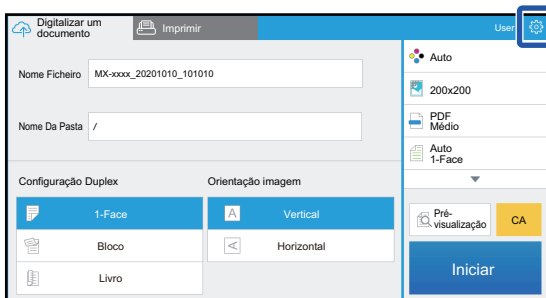 Digitalizar um
documento
Imprimir
User
Nome Ficheiro
MX-xxxx_20201010_101010
Nome Da Pasta
/
Configuração Duplex
Orientação imagem
1-Face
Bloco
Livro
A
Vertical
A
Horizontal
Auto
200x200
PDF
Médio
Auto
1-Face
Pré-
visualização
CA
Iniciar